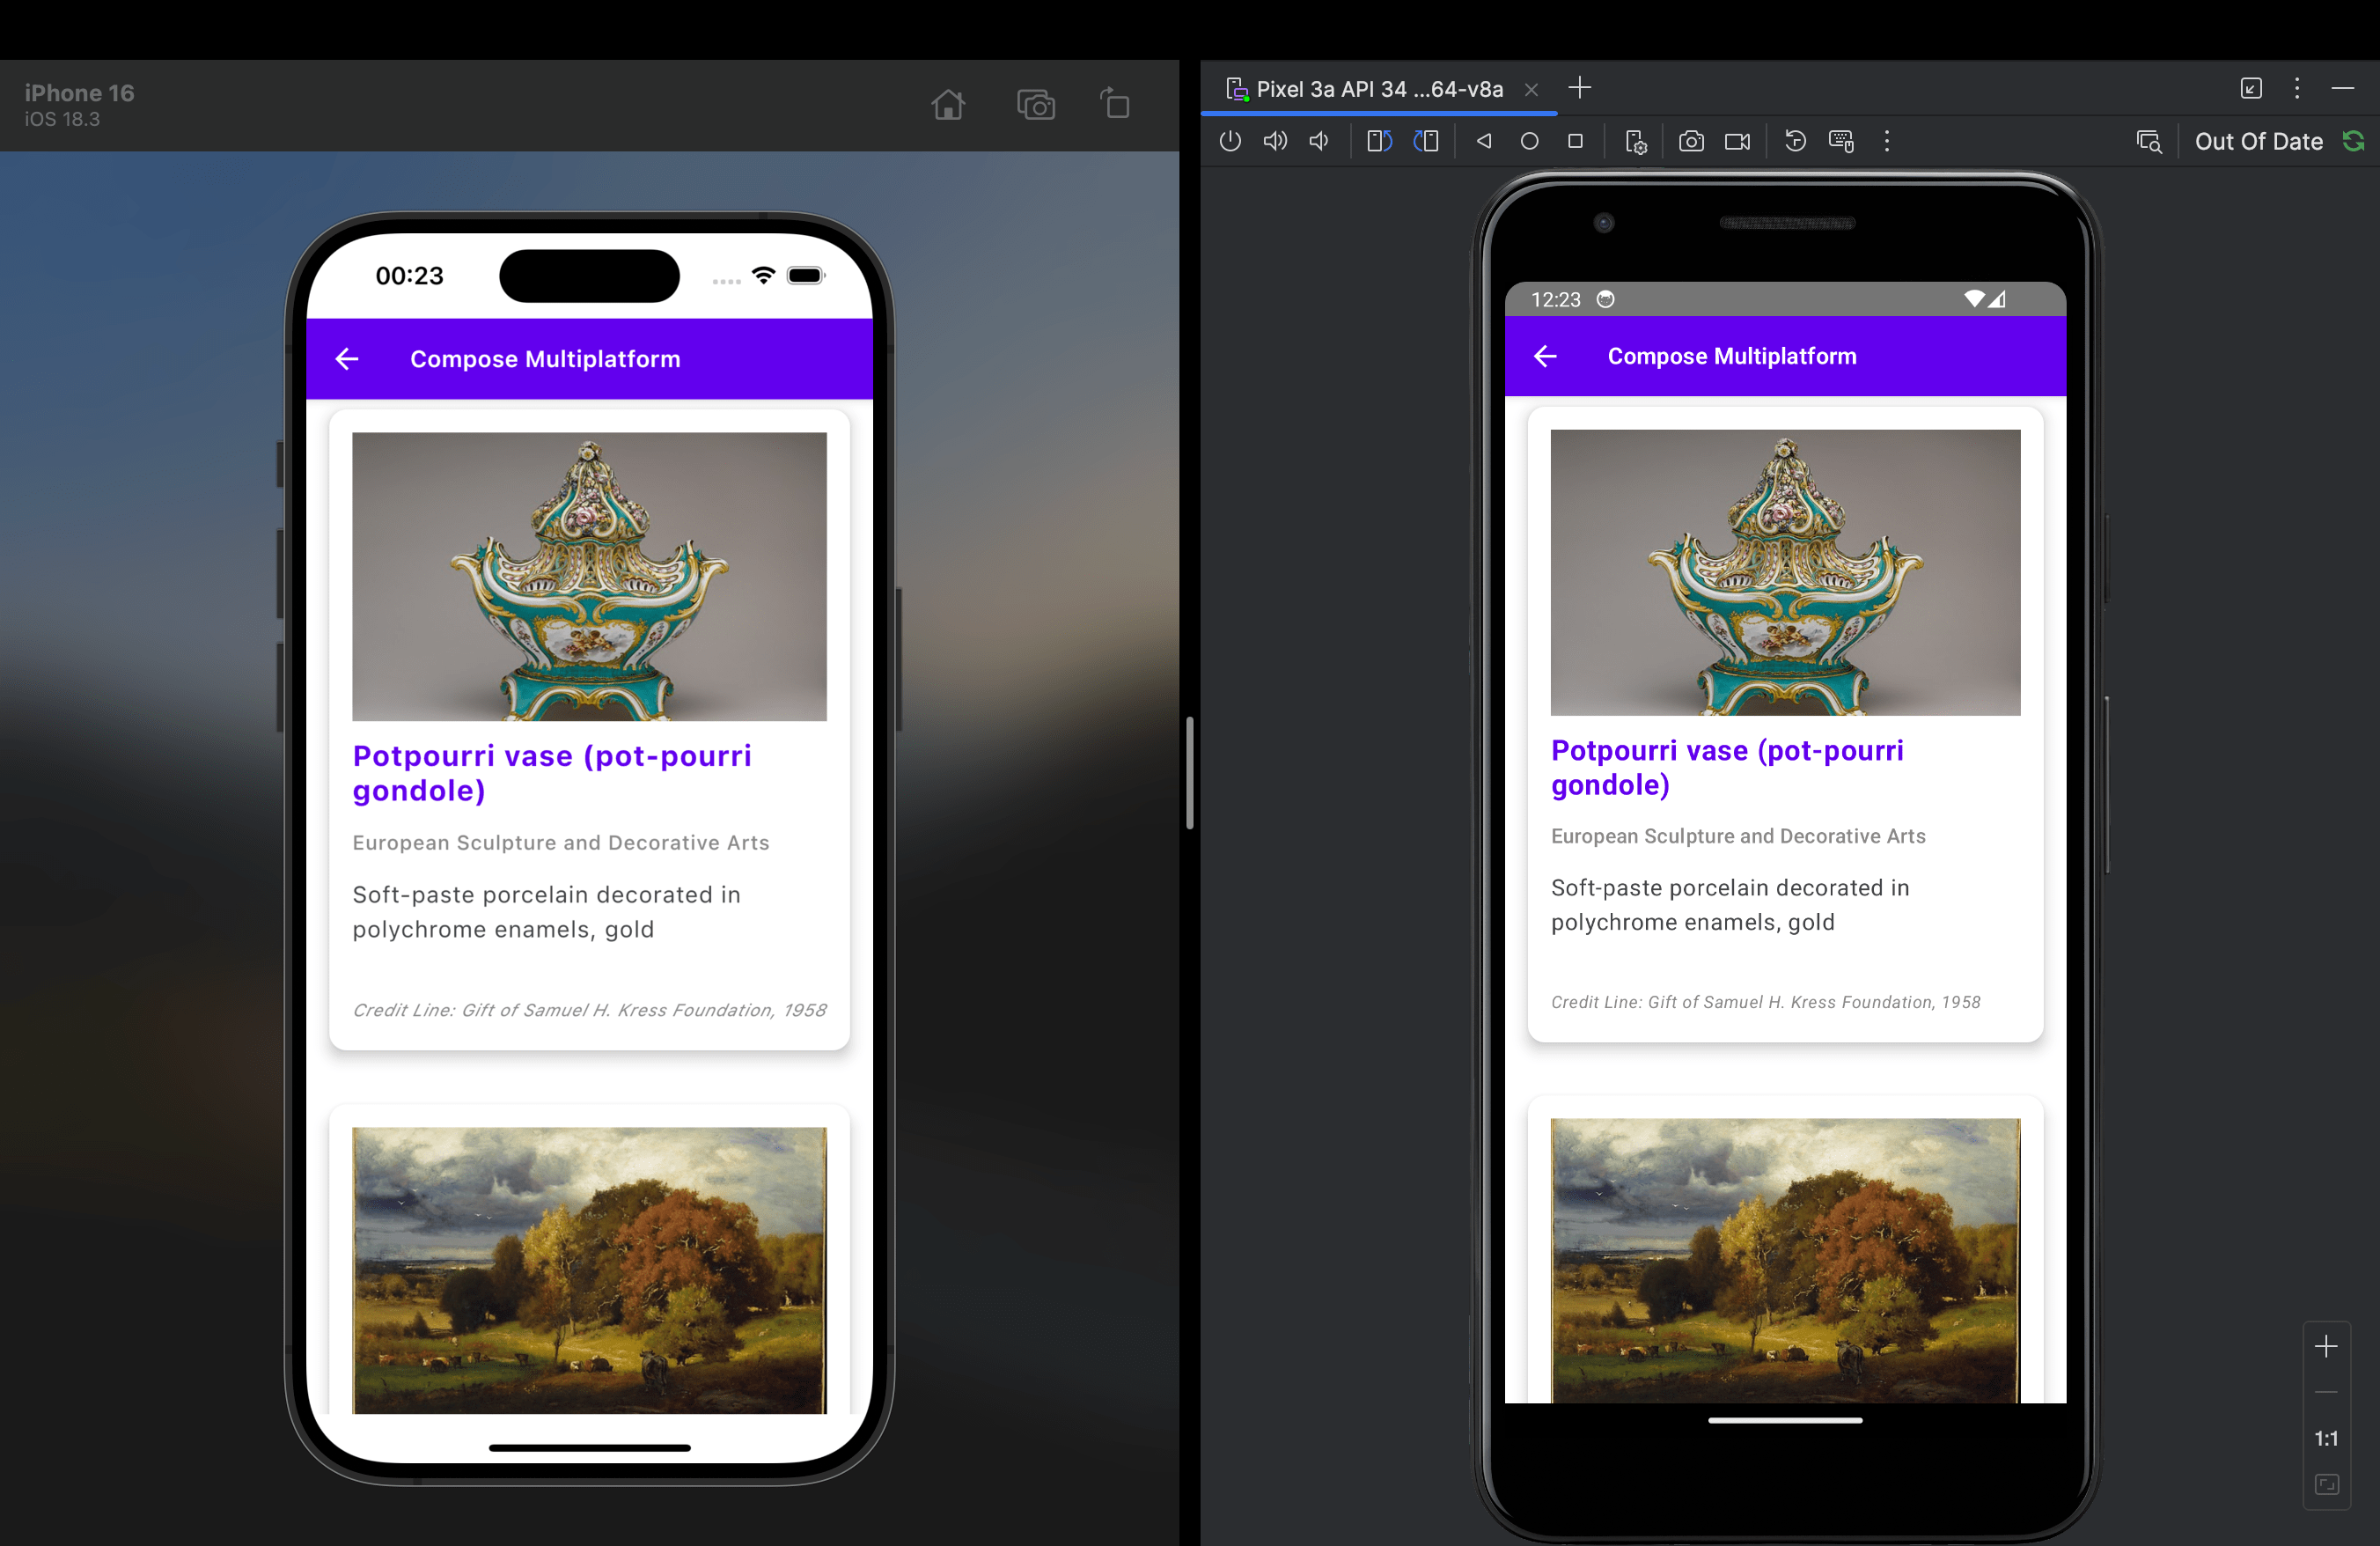 iPhone 16
iOS 18.3
00:23
Compose Multiplatform
Potpourri vase (pot-pourri
gondole)
European Sculpture and Decorative Arts
Soft-paste porcelain decorated in
polychrome enamels, gold
Credit Line: Gift of Samuel H. Kress Foundation, 1958
Pixel 3a API 34 ...64-v8a
Out Of Date
12:23
Compose Multiplatform
Potpourri vase (pot-pourri
gondole)
European Sculpture and Decorative Arts
Soft-paste porcelain decorated in
polychrome enamels, gold
Credit Line: Gift of Samuel H. Kress Foundation, 1958
1:1